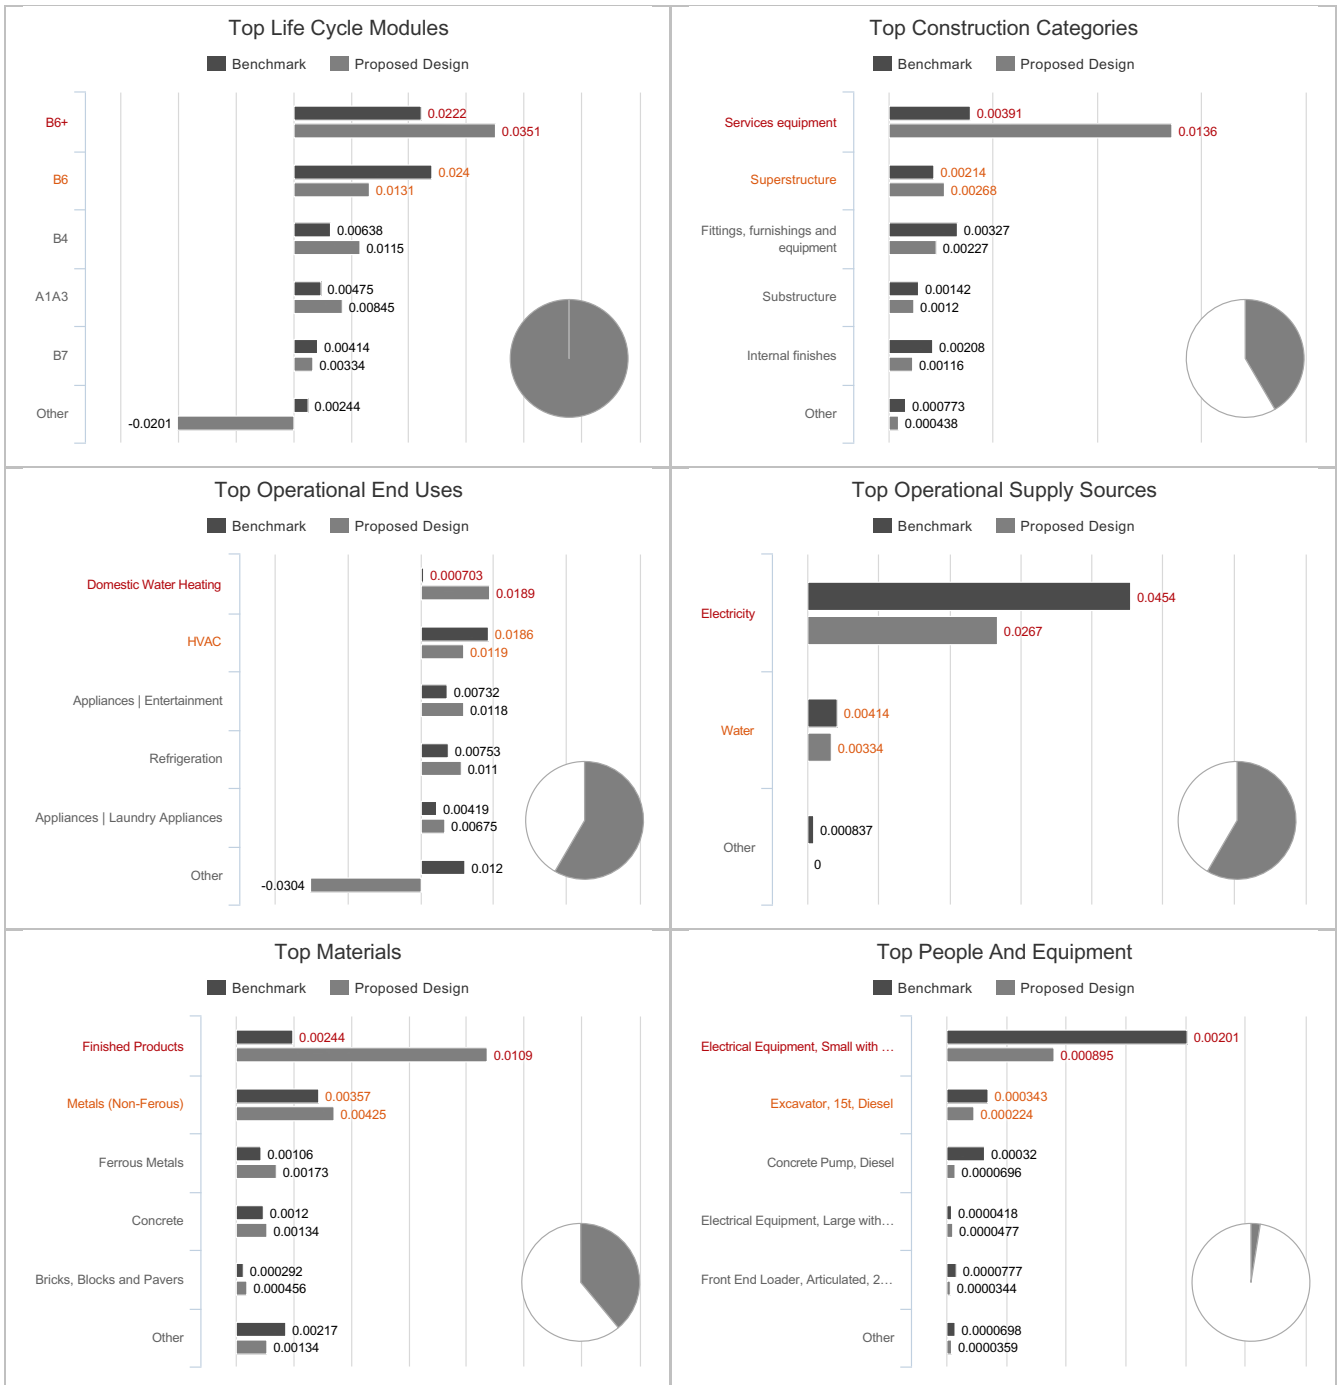 Top Life Cycle Modules
Benchmark
Proposed Design
B6+
0.0222
0.0351
B6
0.024
0.0131
B4
0.00638
0.0115
A1A3
0.00475
0.00845
B7
0.00414
0.00334
Other
0.00244
-0.0201
Top Construction Categories
Benchmark
Proposed Design
Services equipment
0.00391
0.0136
Superstructure
0.00214
0.00268
Fittings, furnishings and
equipment
0.00327
0.00227
Substructure
0.00142
0.0012
Internal finishes
0.00208
0.00116
Other
0.000773
0.000438
Top Operational End Uses
Benchmark
Proposed Design
Domestic Water Heating
0.000703
0.0189
HVAC
0.0186
0.0119
Appliances | Entertainment
0.00732
0.0118
Refrigeration
0.00753
0.011
Appliances | Laundry Appliances
0.00419
0.00675
Other
0.012
-0.0304
Top Operational Supply Sources
Benchmark
Proposed Design
Electricity
0.0454
0.0267
Water
0.00414
0.00334
Other
0.000837
0
Top Materials
Benchmark
Proposed Design
Finished Products
0.00244
0.0109
Metals (Non-Ferous)
0.00357
0.00425
Ferrous Metals
0.00106
0.00173
Concrete
0.0012
0.00134
Bricks, Blocks and Pavers
0.000292
0.000456
Other
0.00217
0.00134
Top People And Equipment
Benchmark
Proposed Design
Electrical Equipment, Small with ...
0.00201
0.000895
Excavator, 15t, Diesel
0.000343
0.000224
Concrete Pump, Diesel
0.00032
0.0000696
Electrical Equipment, Large with...
0.0000418
0.0000477
Front End Loader, Articulated, 2...
0.0000777
0.0000344
Other
0.0000698
0.0000359